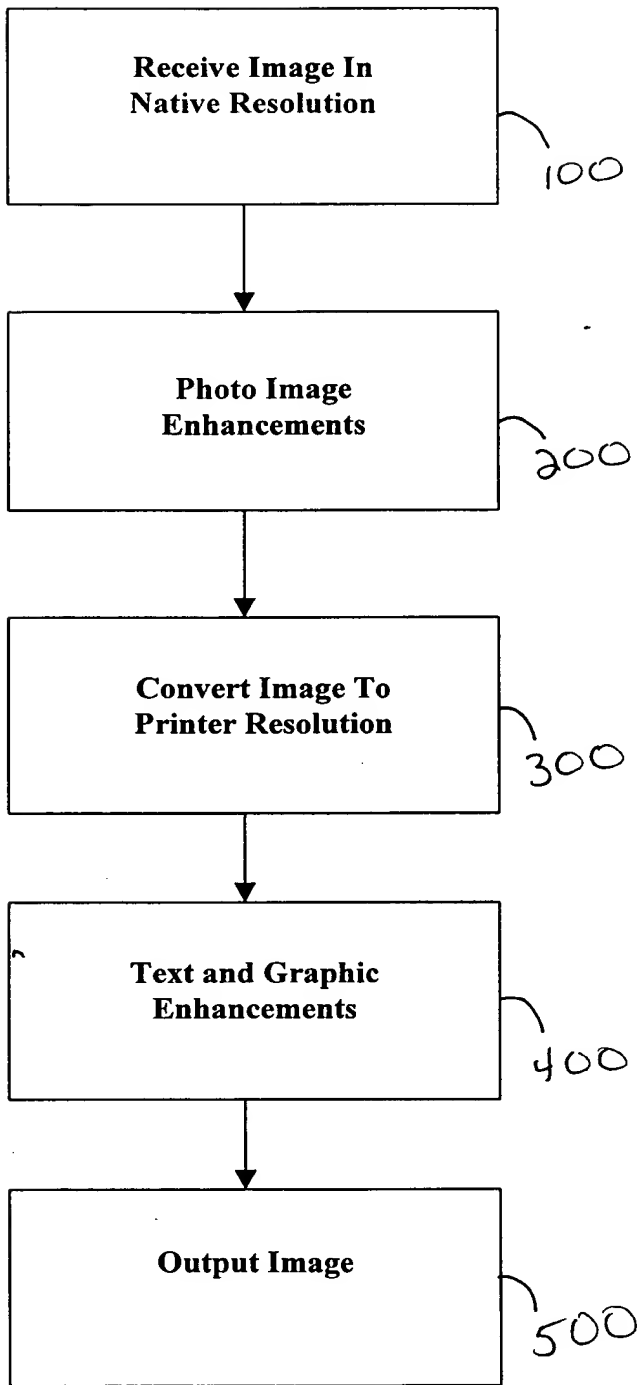 Receive Image In
Native Resolution
100
Photo Image
Enhancements
200
Convert Image To
Printer Resolution
300
Text and Graphic
Enhancements
400
Output Image
500